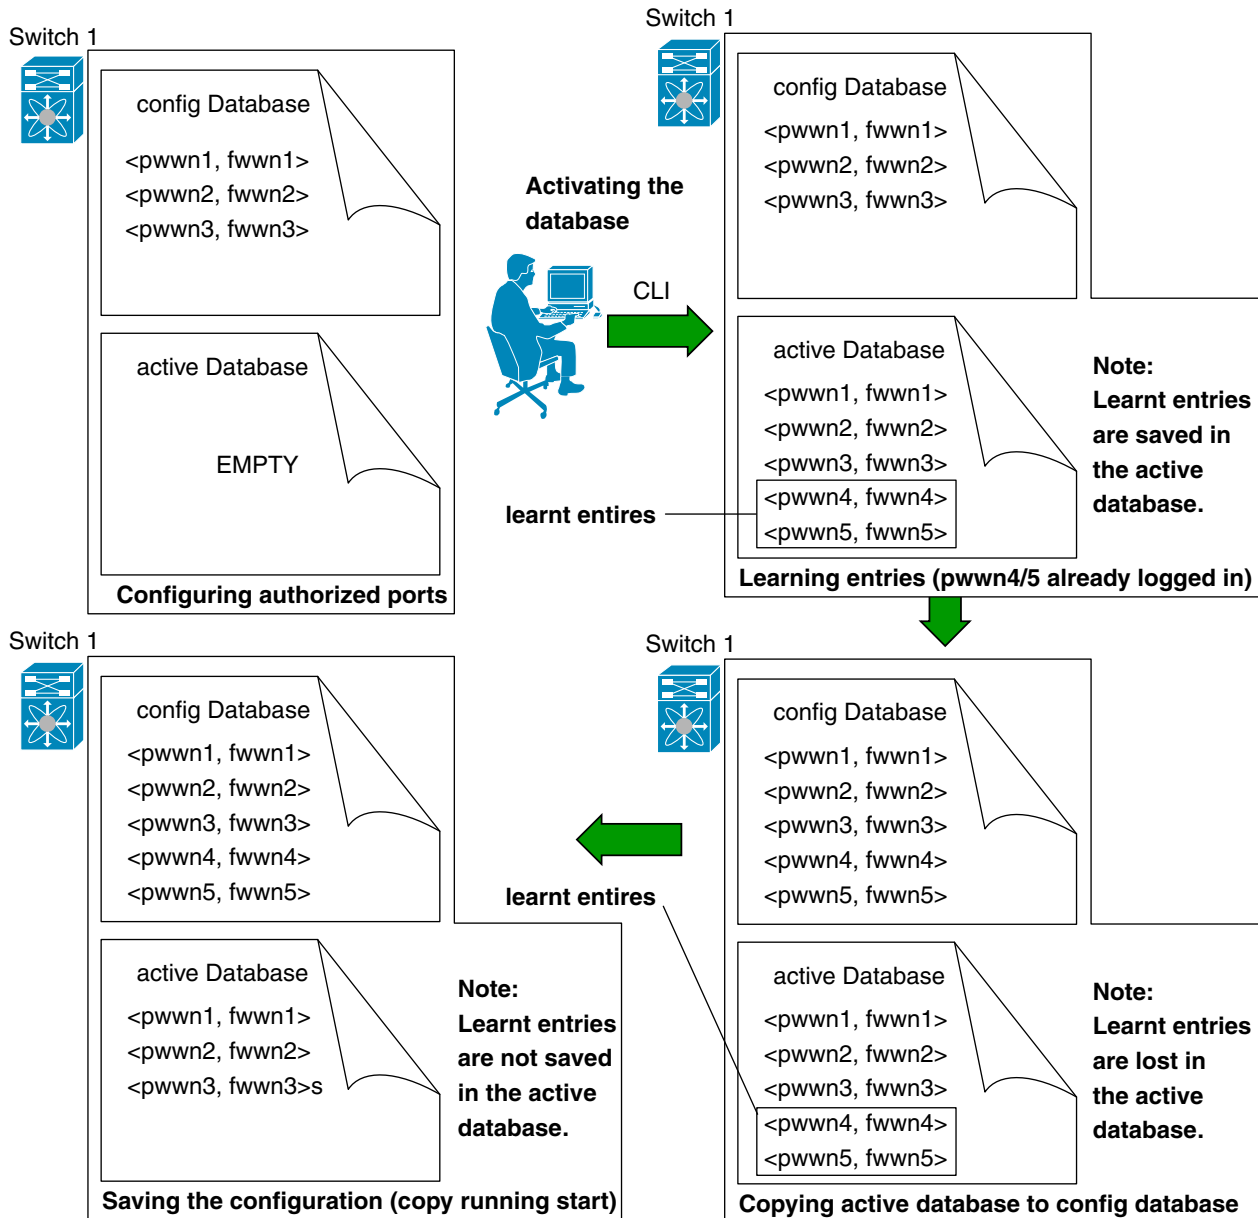 Switch 1
config Database
<pwwn1, fwwn1>
<pwwn2, fwwn2>
<pwwn3, fwwn3>
active Database
EMPTY
Configuring authorized ports
Activating the
database
CLI
Switch 1
config Database
<pwwn1, fwwn1>
<pwwn2, fwwn2>
<pwwn3, fwwn3>
active Database
<pwwn1, fwwn1>
<pwwn2, fwwn2>
<pwwn3, fwwn3>
<pwwn4, fwwn4>
<pwwn5, fwwn5>
learnt entires
Note:
Learnt entries
are saved in
the active
database.
Learning entries (pwwn4/5 already logged in)
Switch 1
config Database
<pwwn1, fwwn1>
<pwwn2, fwwn2>
<pwwn3, fwwn3>
<pwwn4, fwwn4>
<pwwn5, fwwn5>
active Database
<pwwn1, fwwn1>
<pwwn2, fwwn2>
<pwwn3, fwwn3>s
Note:
Learnt entries
are not saved
in the active
database.
Saving the configuration (copy running start)
learnt entires
Switch 1
config Database
<pwwn1, fwwn1>
<pwwn2, fwwn2>
<pwwn3, fwwn3>
<pwwn4, fwwn4>
<pwwn5, fwwn5>
active Database
<pwwn1, fwwn1>
<pwwn2, fwwn2>
<pwwn3, fwwn3>
<pwwn4, fwwn4>
<pwwn5, fwwn5>
Note:
Learnt entries
are lost in
the active
database.
Copying active database to config database